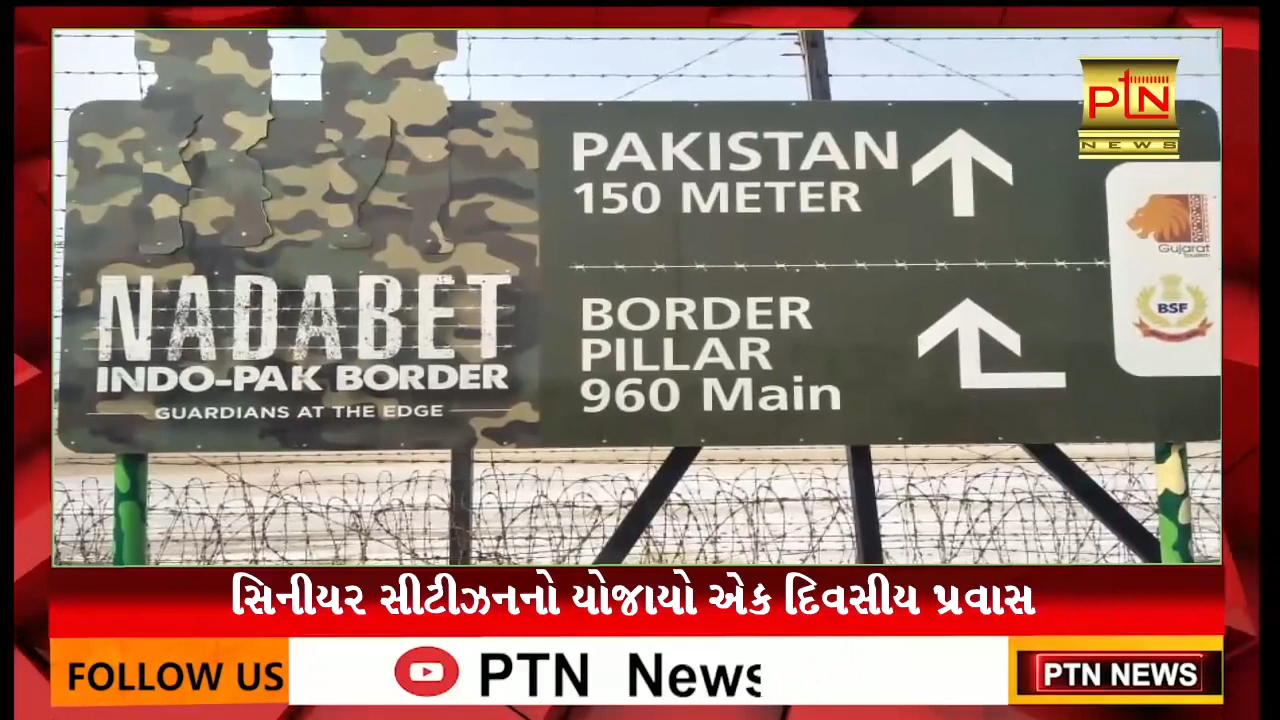 PTN
NEWS
PAKISTAN
150 METER
Gujarat
Tourism
NADABET
INDO-PAK BORDER
GUARDIANS AT THE EDGE
BORDER
PILLAR
960 Main
BSF
સિનીયર સીટીઝનનો યોજાયો એક દિવસીય પ્રવાસ
FOLLOW US
PTN News
PTN NEWS